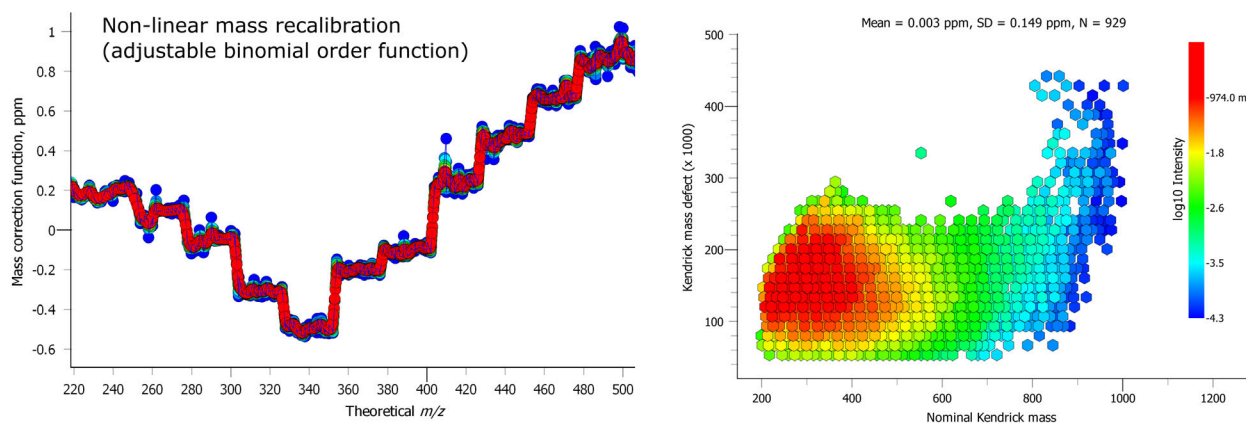 Non-linear mass recalibration
(adjustable binomial order function)
Mass correction function, ppm
1
0.8
0.6
0.4
0.2
0
-0.2
-0.4
-0.6
220 240 260 280 300 320 340 360 380 400 420 440 460 480 500
Theoretical m/z
Mean = 0.003 ppm, SD = 0.149 ppm, N = 929
Kendrick mass defect (x 1000)
500
400
300
200
100
200 400 600 800 1000 1200
Nominal Kendrick mass
log10 Intensity
-974.0 m
-1.8
-2.6
-3.5
-4.3